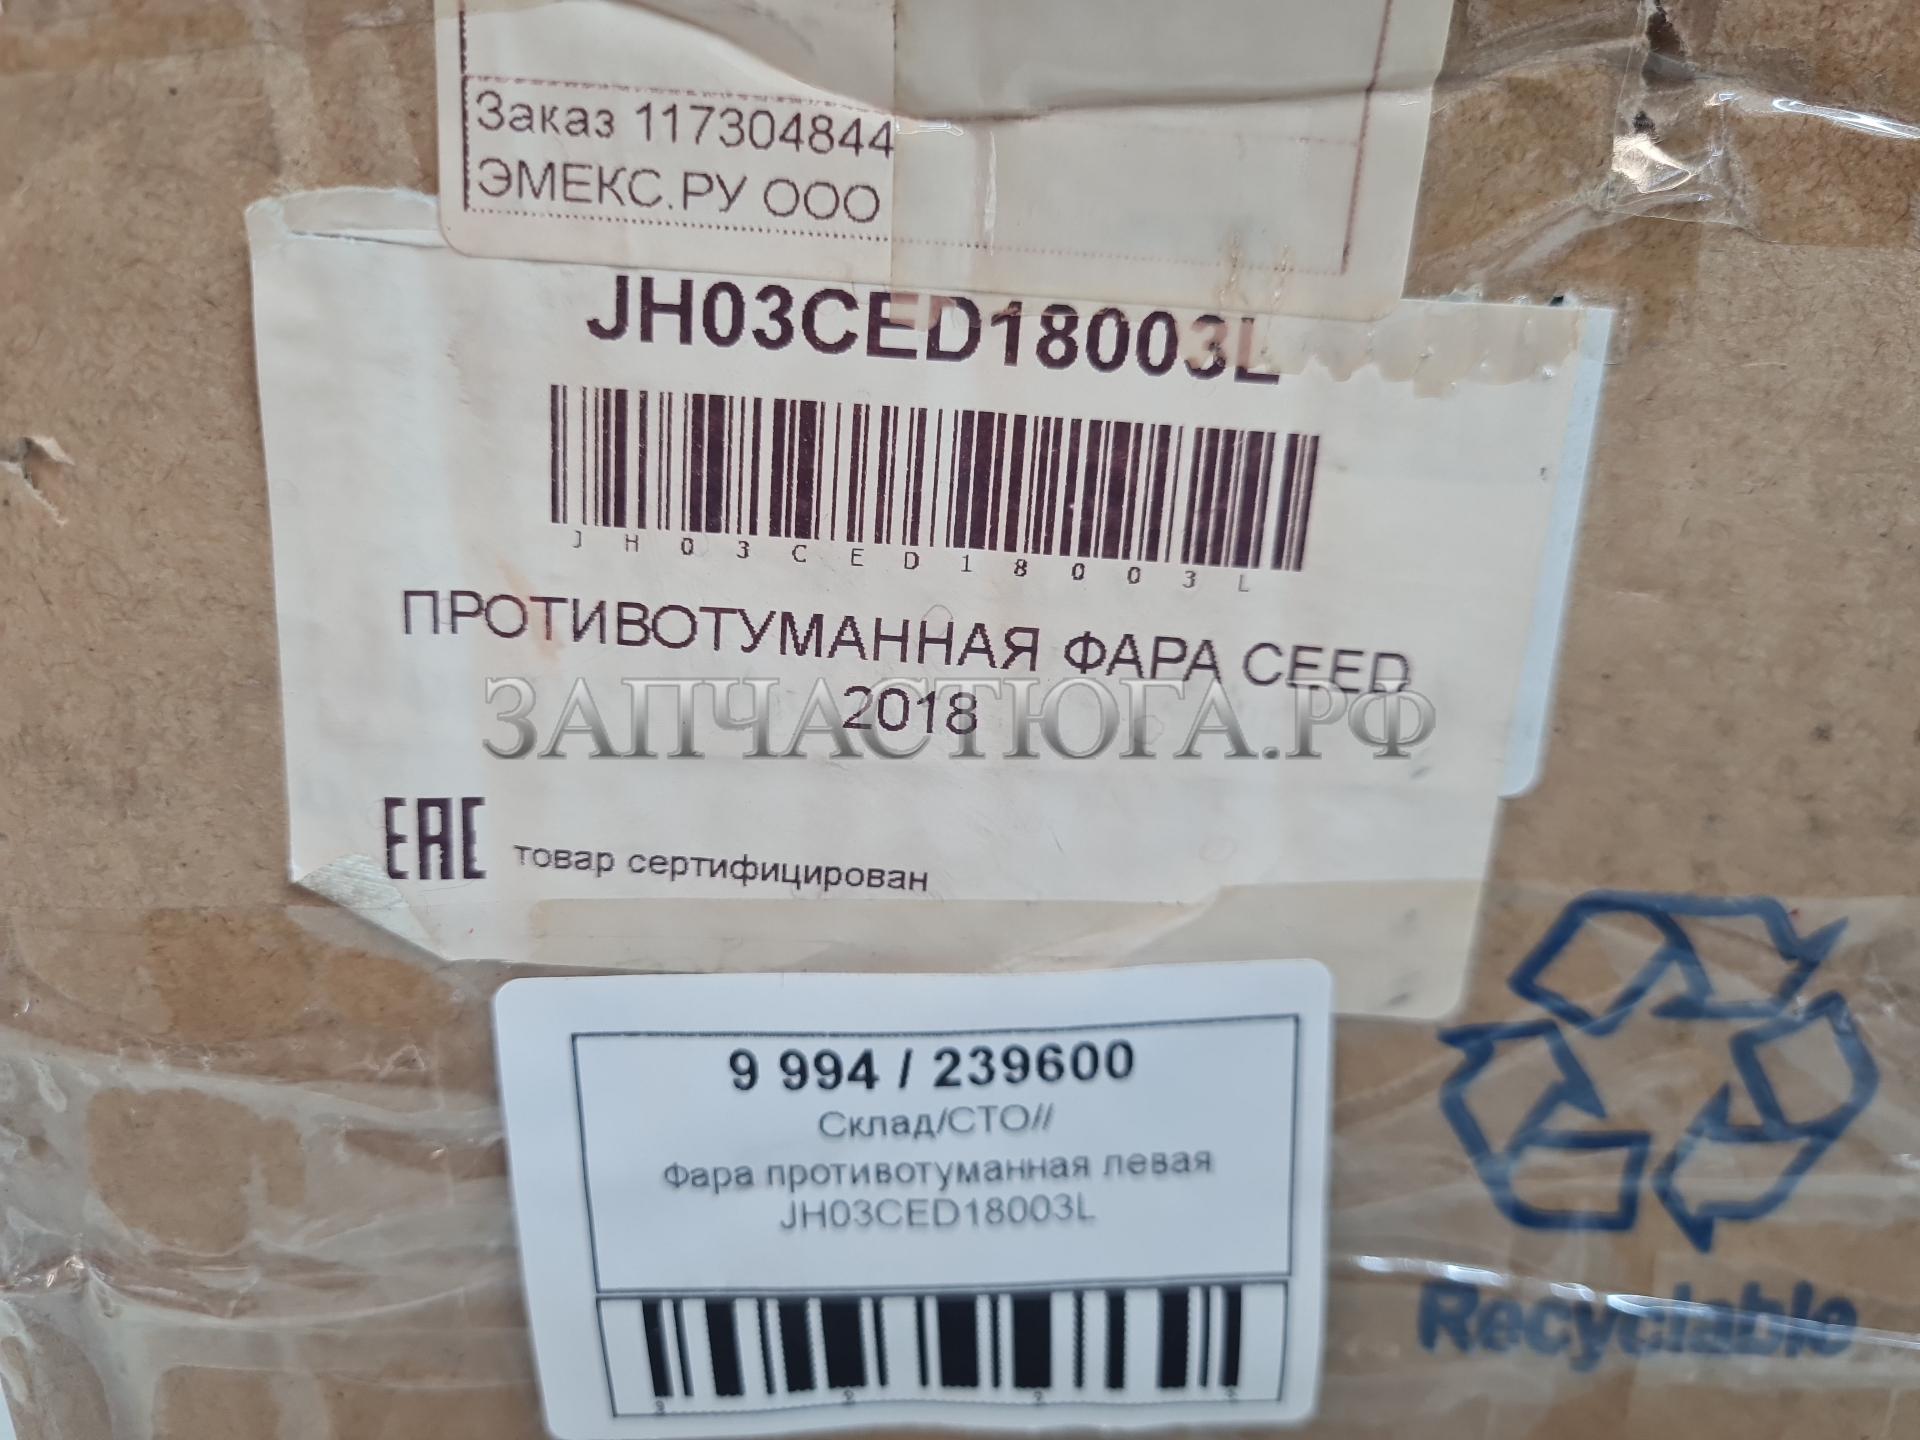 Заказ 117304844
ЭМЕКС.РУ ООО
JH03CED18003L
JH03CED18003L
ПРОТИВОТУМАННАЯ ФАРА CEED
2018
ЗАПЧАСТЮГА.РФ
EAC товар сертифицирован
9 994 / 239600
Склад/СТО//
Фара противотуманная левая
JH03CED18003L
Recyclable